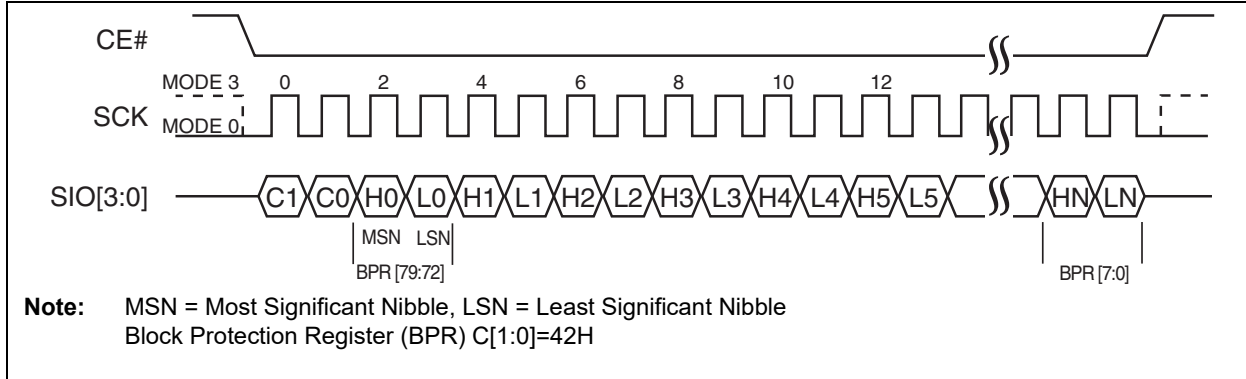 CE#
MODE 3 0 2 4 6 8 10 12
SCK MODE 0
SIO[3:0] C1 C0 H0 L0 H1 L1 H2 L2 H3 L3 H4 L4 H5 L5 HN LN
MSN LSN
BPR [79:72] BPR [7:0]
Note: MSN = Most Significant Nibble, LSN = Least Significant Nibble
Block Protection Register (BPR) C[1:0]=42H